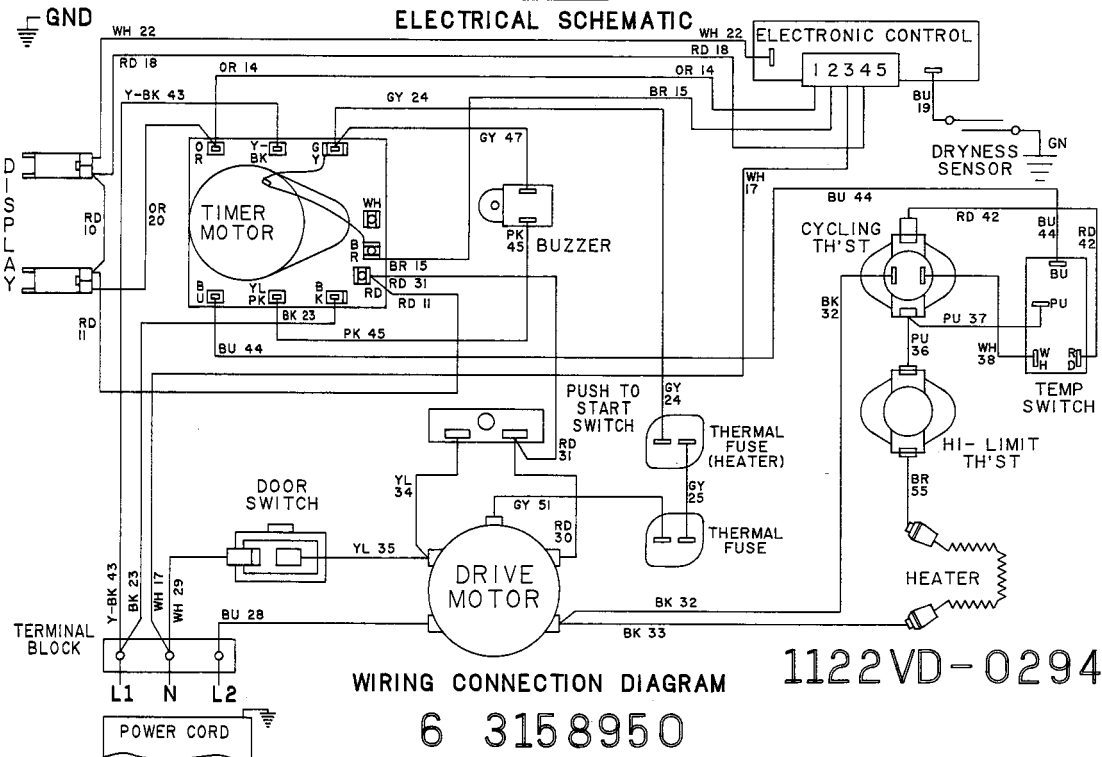 GND
ELECTRICAL SCHEMATIC
WH 22
WH 22
ELECTRONIC CONTROL
RD 18
RD 18
OR 14
OR 14
1 2 3 4 5
Y-BK 43
GY 24
BR 15
BU 19
GY 47
O R
Y- BK
G Y
GN
DRYNESS
SENSOR
DISPLAY
WH 17
BU 44
RD 42
BU 44
RD 42
RD 10
OR 20
TIMER
MOTOR
WH
B R
PK 45
BUZZER
CYCLING
TH'ST
BR 15
RD 31
RD
RD 11
BU
B U
YL PK
B K
BK 23
BK 32
PU
PU 37
RD 11
PK 45
BU 44
PU 36
WH 38
W H
R D
TEMP
SWITCH
PUSH TO
START
SWITCH
GY 24
THERMAL
FUSE
(HEATER)
HI- LIMIT
TH'ST
RD 31
YL 34
DOOR
SWITCH
GY 51
GY 25
BR 55
RD 30
THERMAL
FUSE
YL 35
DRIVE
MOTOR
HEATER
Y-BK 43
BK 23
WH 17
WH 29
BK 32
BU 28
BK 33
TERMINAL
BLOCK
L1 N L2
WIRING CONNECTION DIAGRAM
1122VD-0294
POWER CORD
6 3158950